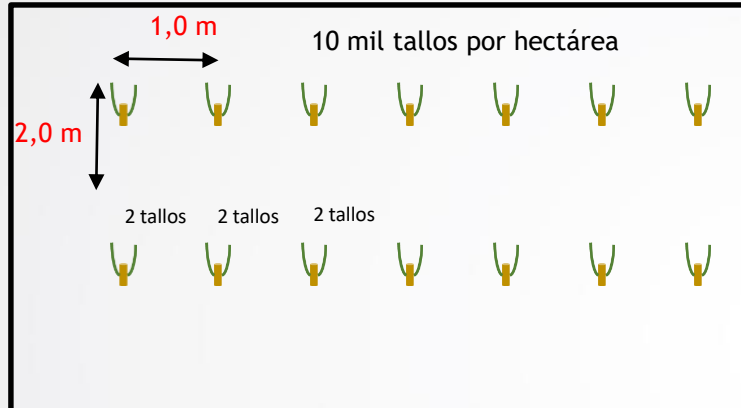 1,0 m
10 mil tallos por hectárea
2,0 m
2 tallos 2 tallos 2 tallos